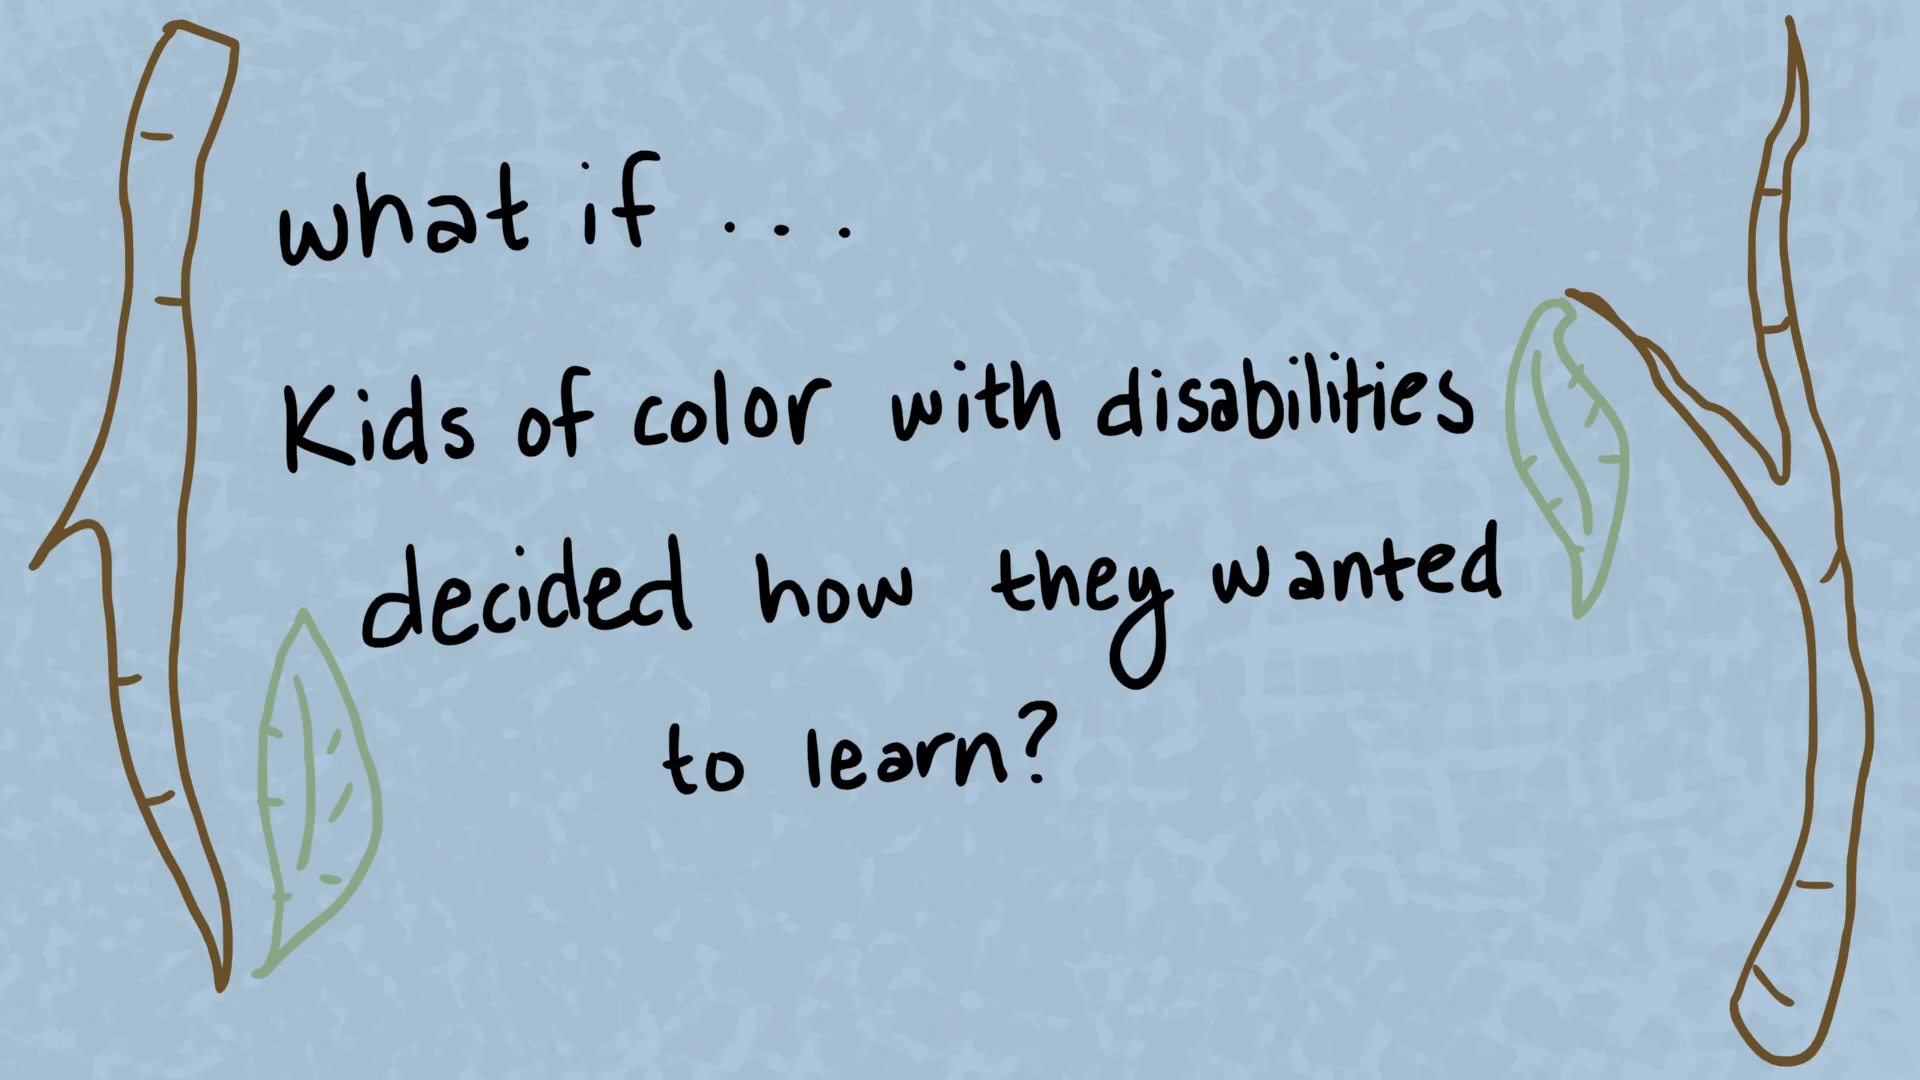 what if ...
Kids of color with disabilities
decided how they wanted
to learn?